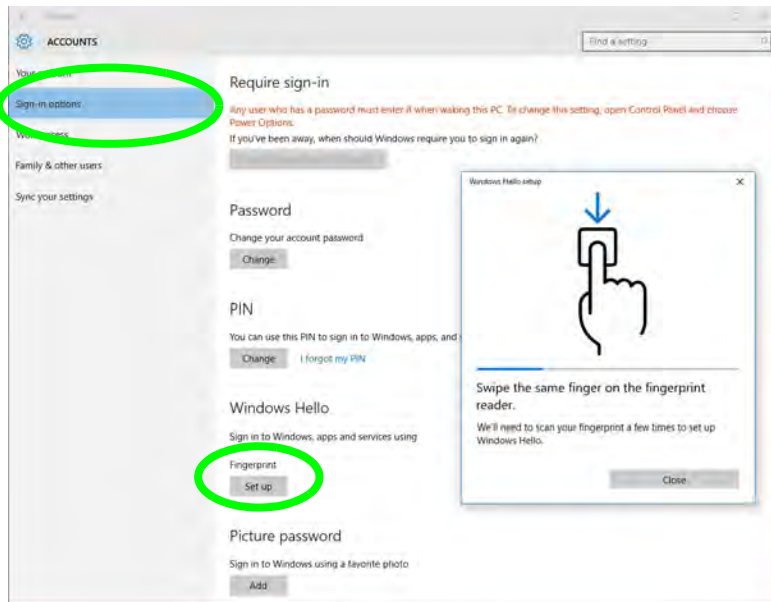 ACCOUNTS
Find a setting
Your account
Sign-in options
Work access
Family & other users
Sync your settings
Require sign-in
Any user who has a password must enter it when waking this PC. To change this setting, open Control Panel and choose
Power Options.
If you've been away, when should Windows require you to sign in again?
Password
Change your account password
Change
PIN
You can use this PIN to sign in to Windows, apps, and
Change I forgot my PIN
Windows Hello
Sign in to Windows, apps and services using
Fingerprint
Set up
Picture password
Sign in to Windows using a favorite photo
Add
Windows Hello setup
Swipe the same finger on the fingerprint
reader.
We'll need to scan your fingerprint a few times to set up
Windows Hello.
Close